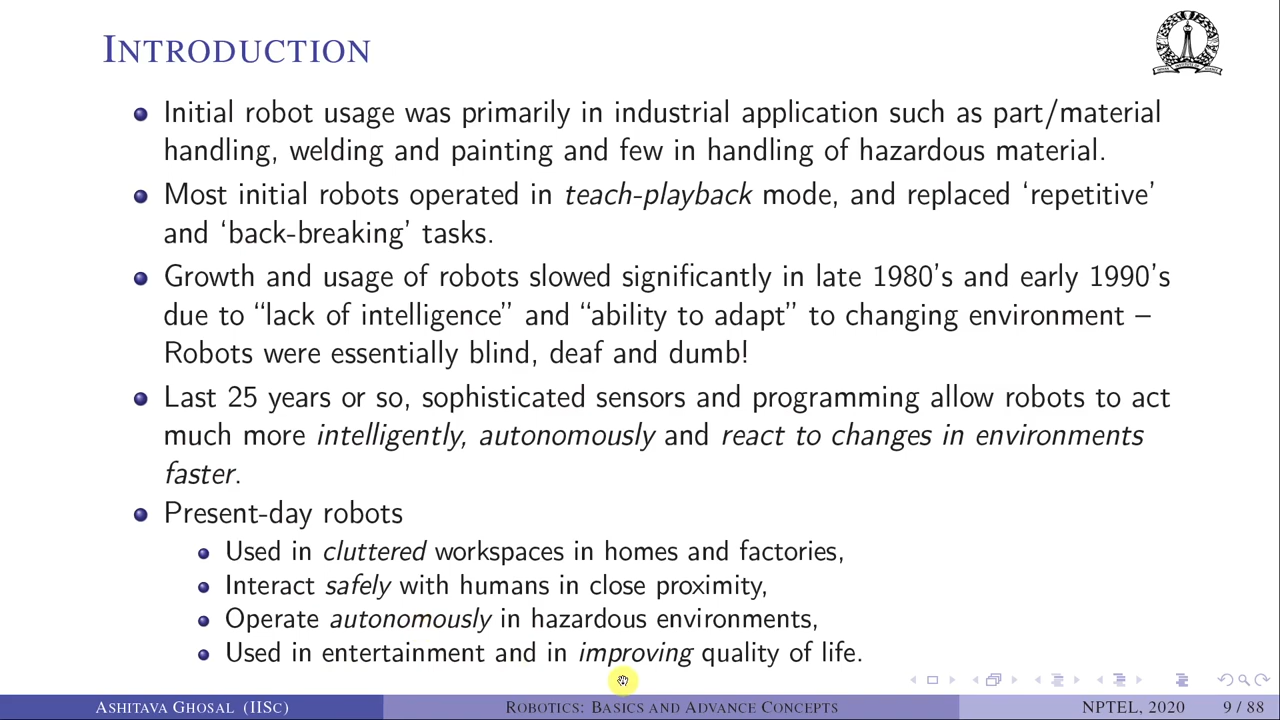 INTRODUCTION
Initial robot usage was primarily in industrial application such as part/material
handling, welding and painting and few in handling of hazardous material.
Most initial robots operated in teach-playback mode, and replaced ‘repetitive’
and ‘back-breaking’ tasks.
Growth and usage of robots slowed significantly in late 1980’s and early 1990’s
due to “lack of intelligence” and “ability to adapt” to changing environment –
Robots were essentially blind, deaf and dumb!
Last 25 years or so, sophisticated sensors and programming allow robots to act
much more intelligently, autonomously and react to changes in environments
faster.
Present-day robots
Used in cluttered workspaces in homes and factories,
Interact safely with humans in close proximity,
Operate autonomously in hazardous environments,
Used in entertainment and in improving quality of life.
ASHITAVA GHOSAL (IISC) ROBOTICS: BASICS AND ADVANCE CONCEPTS NPTEL, 2020 9 / 88